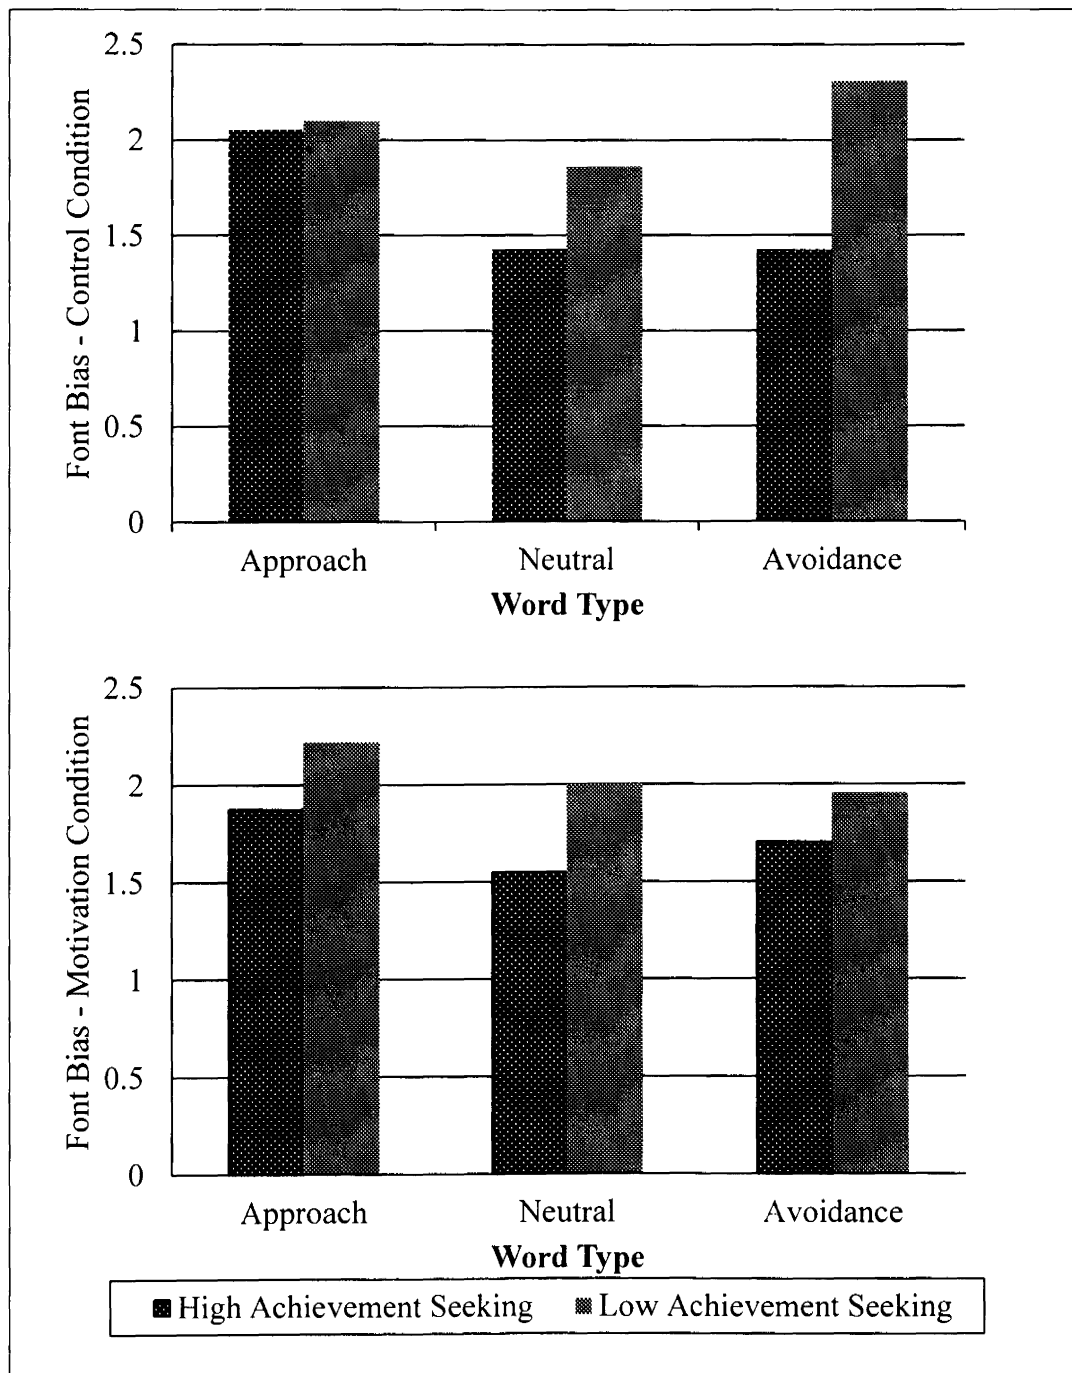 Font Bias - Control Condition
2.5
2
1.5
1
0.5
0
Approach Neutral Avoidance
Word Type
Font Bias - Motivation Condition
2.5
2
1.5
1
0.5
0
Approach Neutral Avoidance
Word Type
High Achievement Seeking Low Achievement Seeking